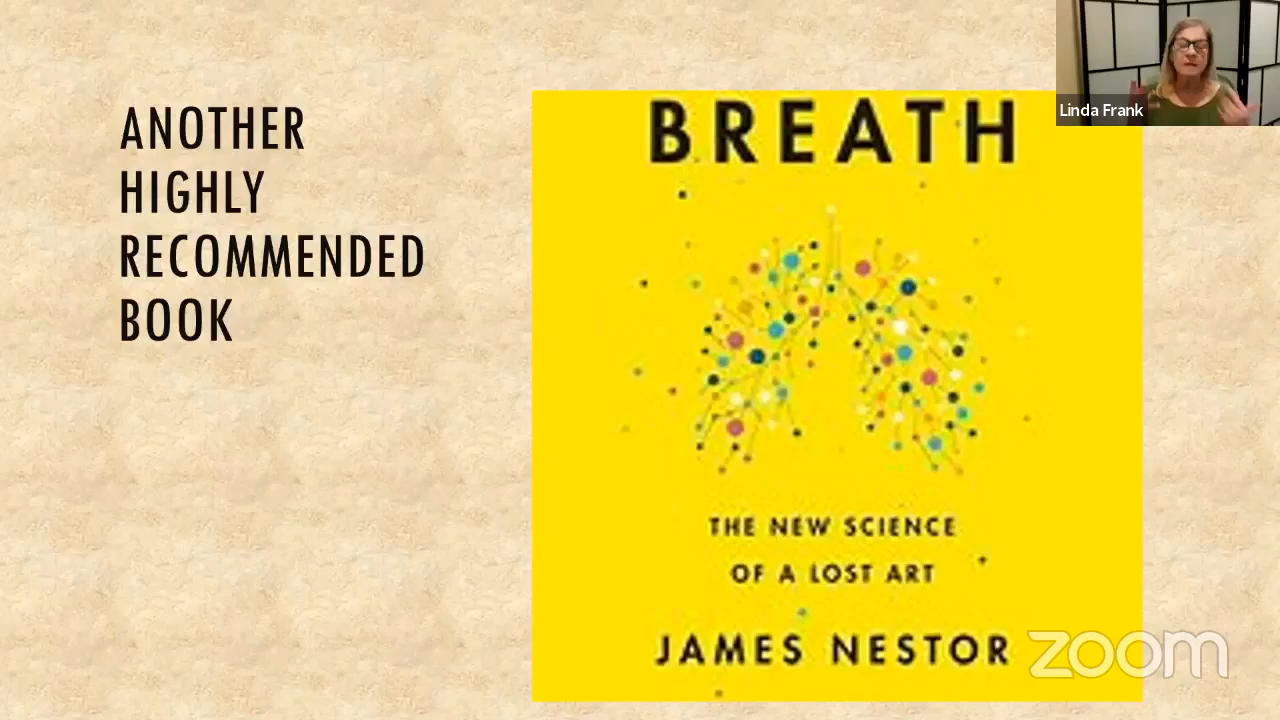 ANOTHER
HIGHLY
RECOMMENDED
BOOK
BREATH
THE NEW SCIENCE
OF A LOST ART
JAMES NESTOR
Linda Frank
zoom